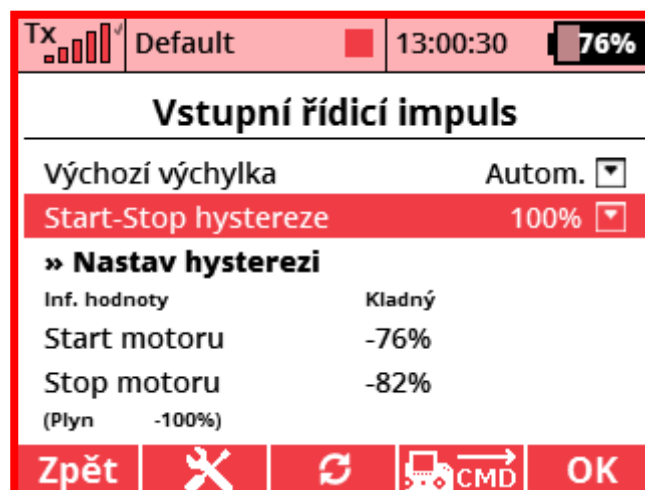 Tx Default 13:00:30 76%
Vstupní řídicí impuls
Výchozí výchylka Autom.
Start-Stop hystereze 100%
» Nastav hysterezi
Inf. hodnoty Kladný
Start motoru -76%
Stop motoru -82%
(Plyn -100%)
Zpět CMD OK